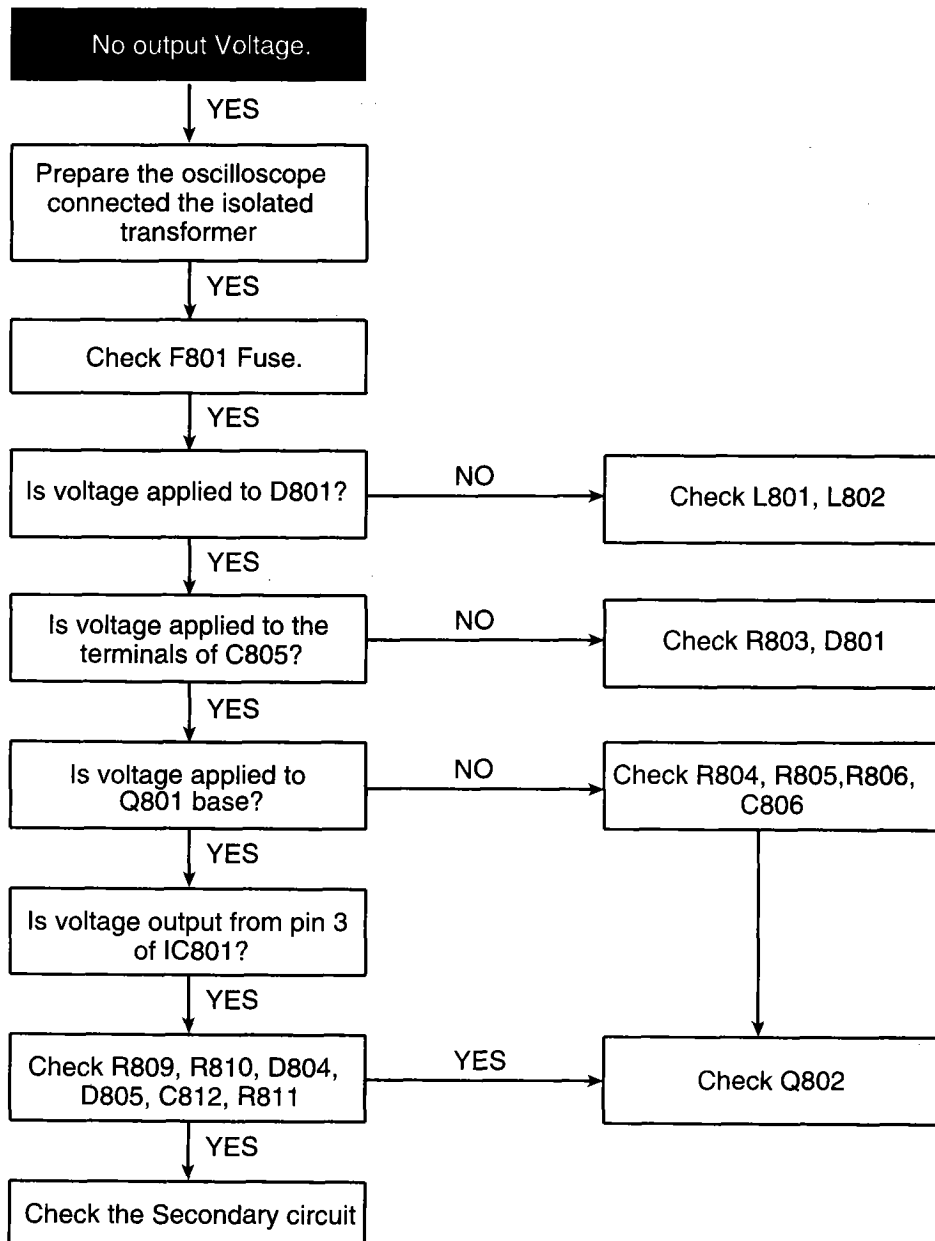 No output Voltage.
YES
Prepare the oscilloscope
connected the isolated
transformer
YES
Check F801 Fuse.
YES
Is voltage applied to D801?
NO
Check L801, L802
YES
Is voltage applied to the
terminals of C805?
NO
Check R803, D801
YES
Is voltage applied to
Q801 base?
NO
Check R804, R805,R806,
C806
YES
Is voltage output from pin 3
of IC801?
YES
Check R809, R810, D804,
D805, C812, R811
YES
Check Q802
YES
Check the Secondary circuit